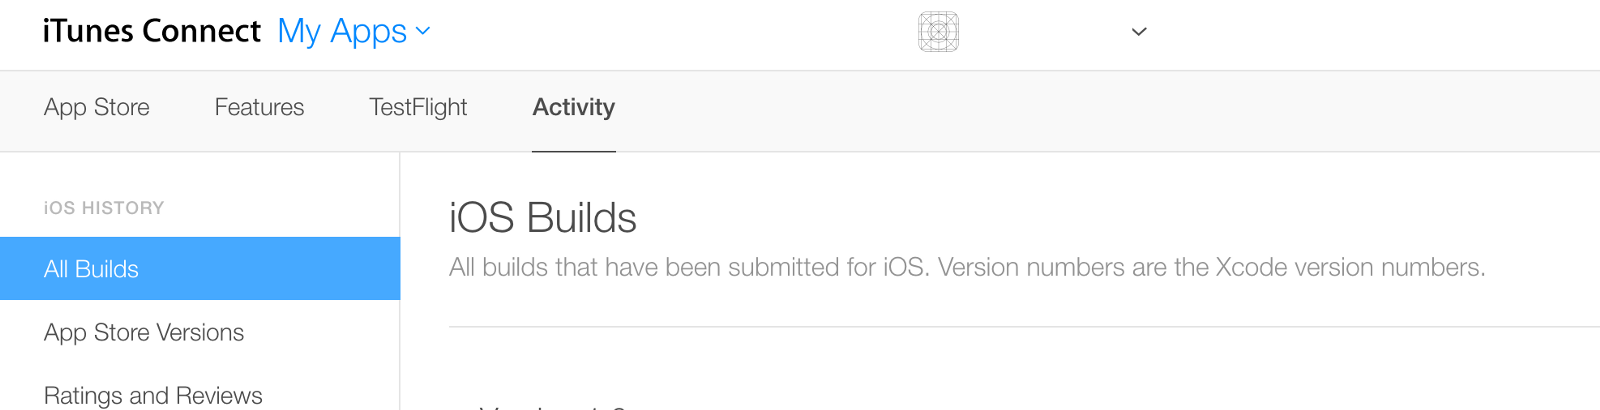 iTunes Connect My Apps
App Store Features TestFlight Activity
iOS HISTORY
All Builds
App Store Versions
Ratings and Reviews
iOS Builds
All builds that have been submitted for iOS. Version numbers are the Xcode version numbers.